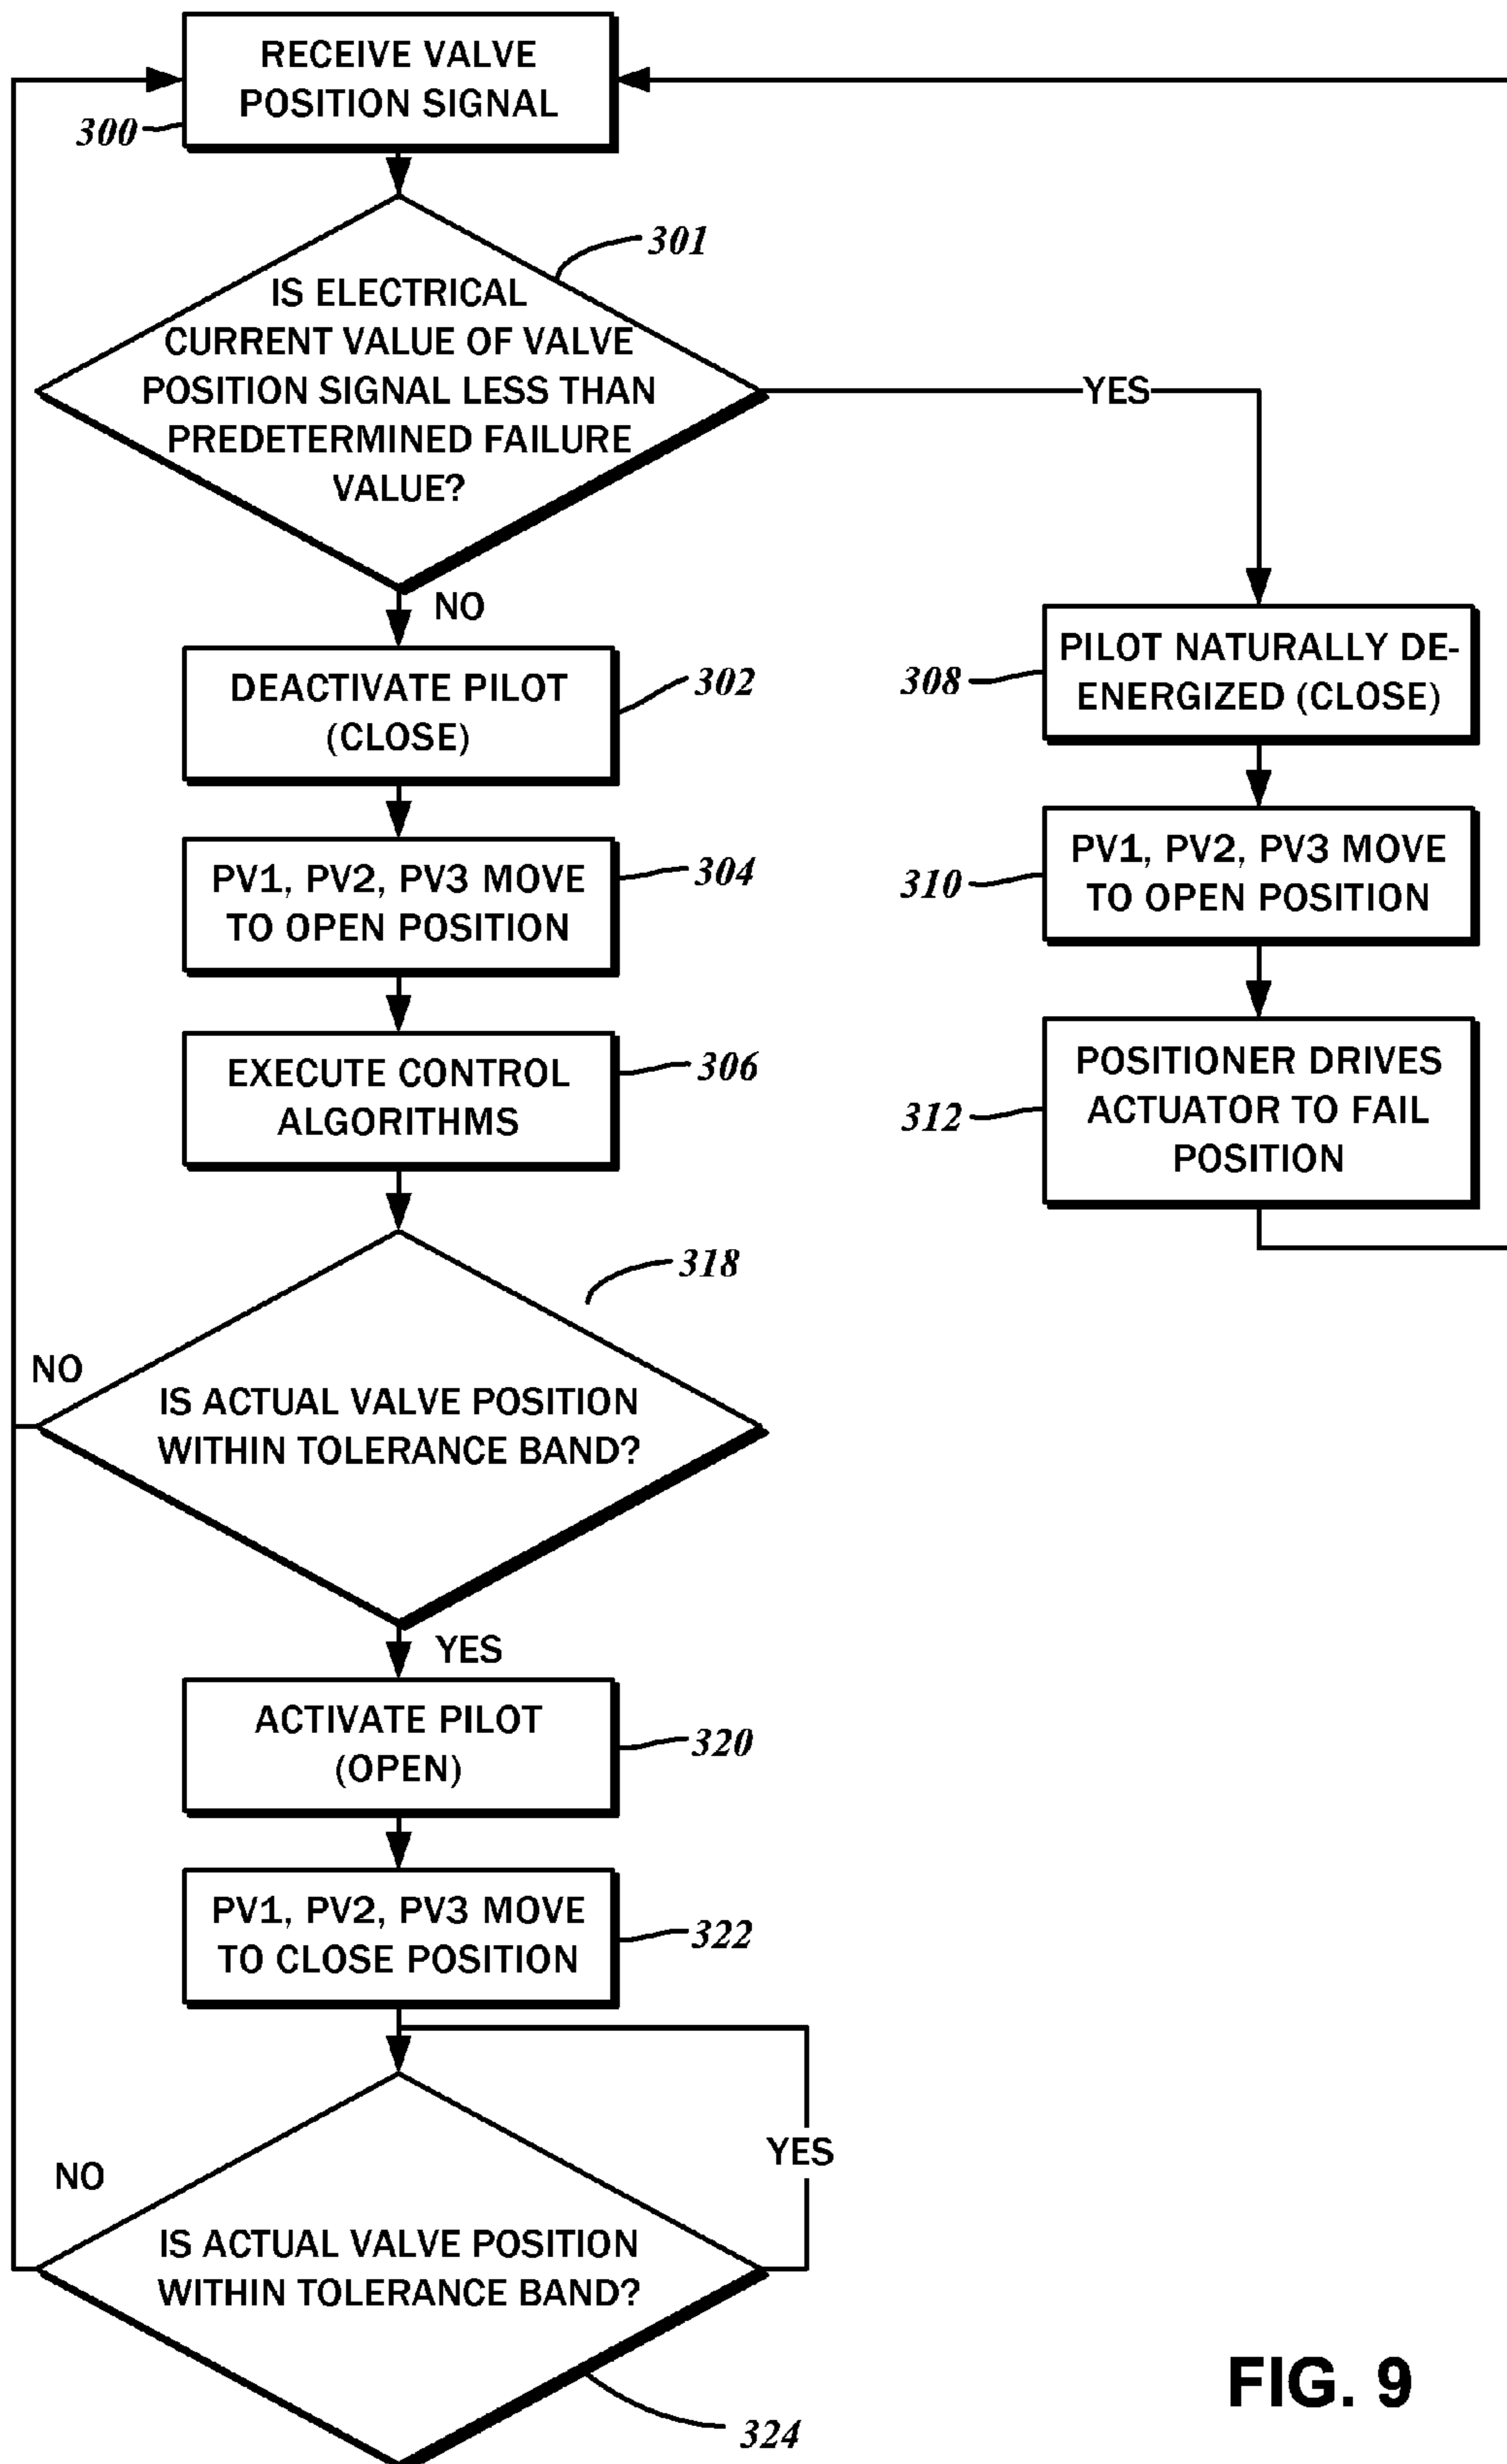 RECEIVE VALVE
POSITION SIGNAL
300
301
IS ELECTRICAL
CURRENT VALUE OF VALVE
POSITION SIGNAL LESS THAN
PREDETERMINED FAILURE
VALUE?
YES
NO
DEACTIVATE PILOT
(CLOSE)
302
PILOT NATURALLY DE-
ENERGIZED (CLOSE)
308
PV1, PV2, PV3 MOVE
TO OPEN POSITION
304
PV1, PV2, PV3 MOVE
TO OPEN POSITION
310
EXECUTE CONTROL
ALGORITHMS
306
POSITIONER DRIVES
ACTUATOR TO FAIL
POSITION
312
318
NO
IS ACTUAL VALVE POSITION
WITHIN TOLERANCE BAND?
YES
ACTIVATE PILOT
(OPEN)
320
PV1, PV2, PV3 MOVE
TO CLOSE POSITION
322
YES
NO
IS ACTUAL VALVE POSITION
WITHIN TOLERANCE BAND?
324
FIG. 9